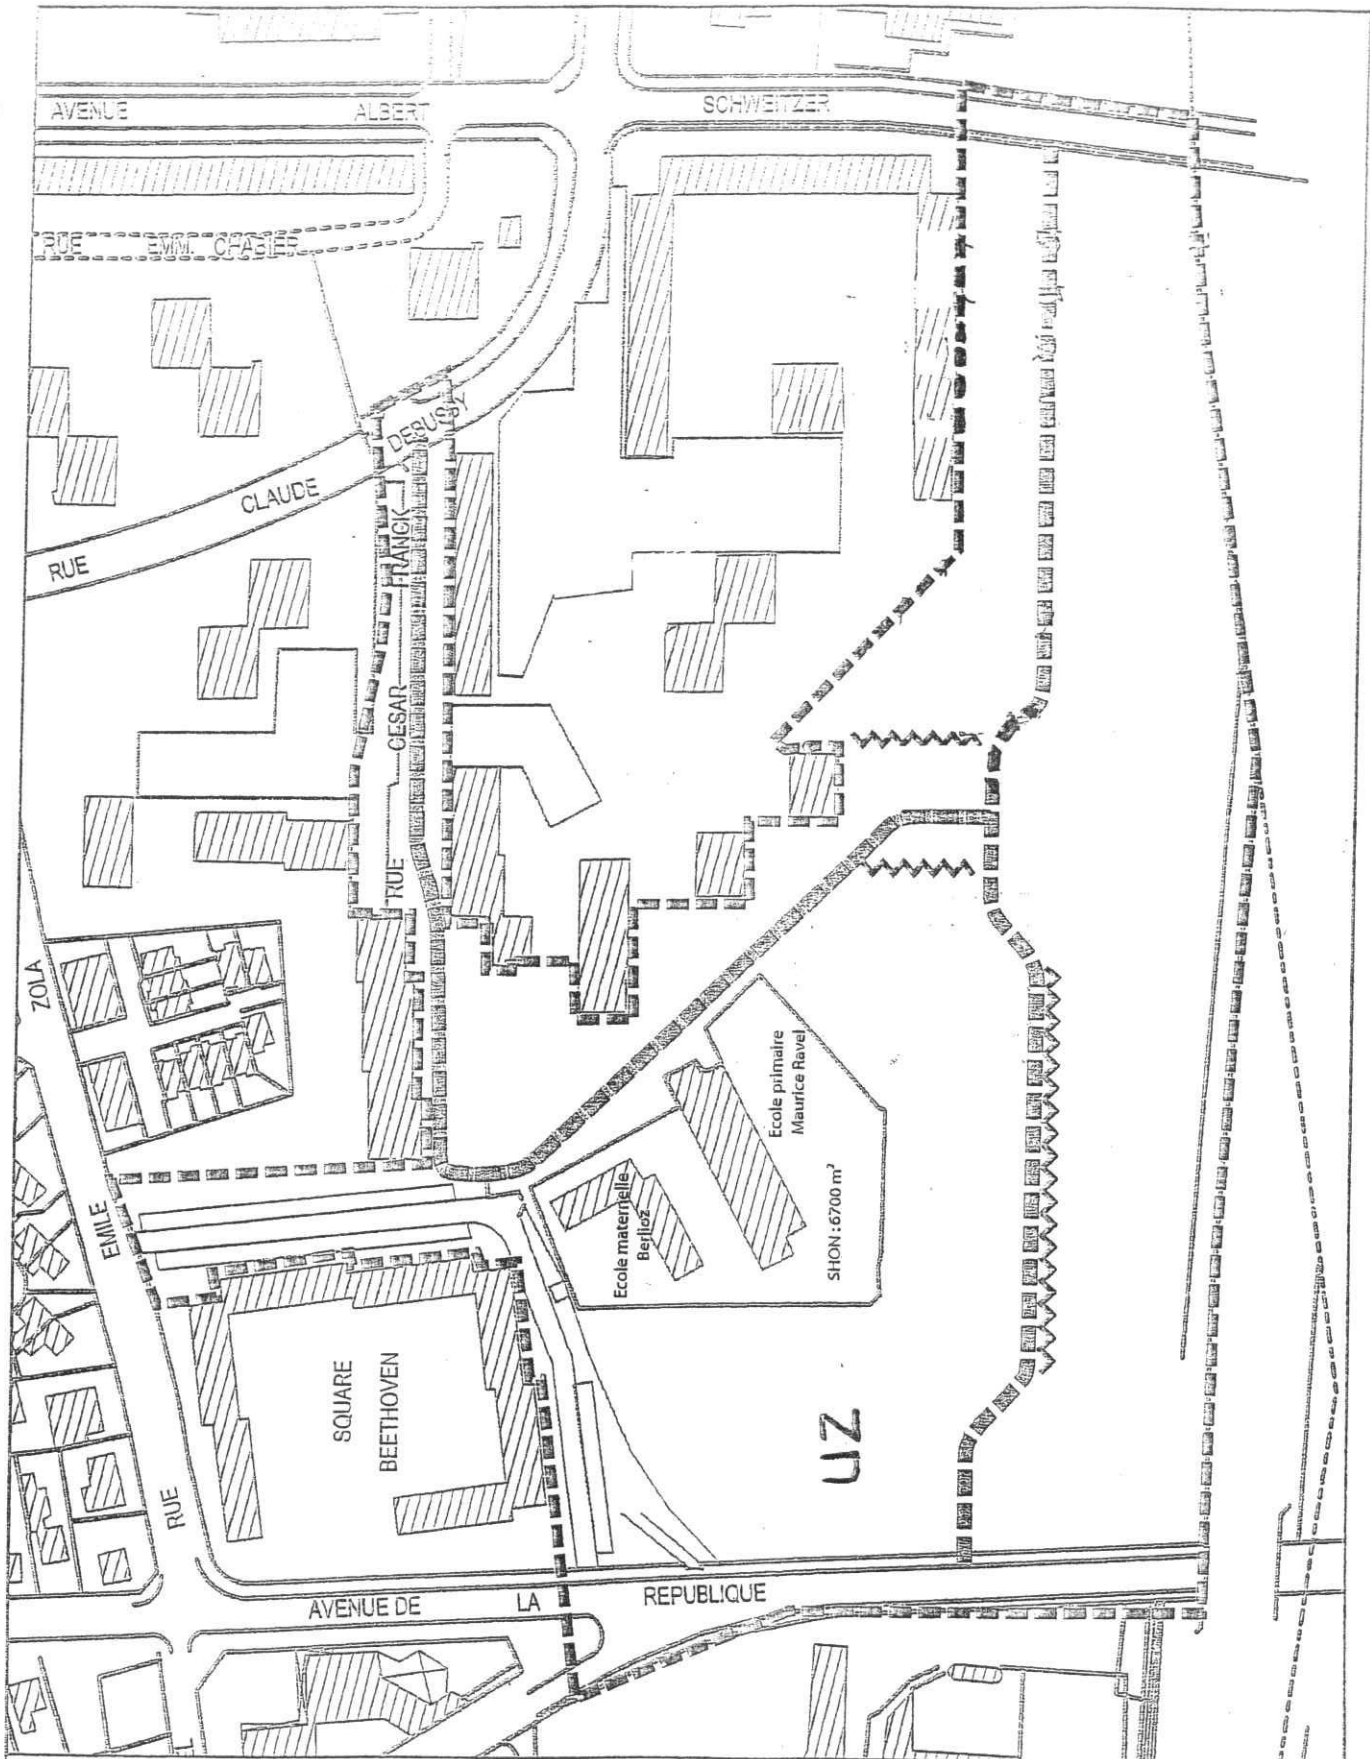 AVENUE ALBERT SCHWEITZER
RUE EMM. CHABIER
RUE CLAUDE DEBUSSY
RUE CESAR FRANCK
ZOLA
EMILE
RUE
Ecole primaire
Maurice Ravel
Ecole maternelle
Berlioz
SHON : 6700 m²
SQUARE
BEETHOVEN
UZ
AVENUE DE LA REPUBLIQUE